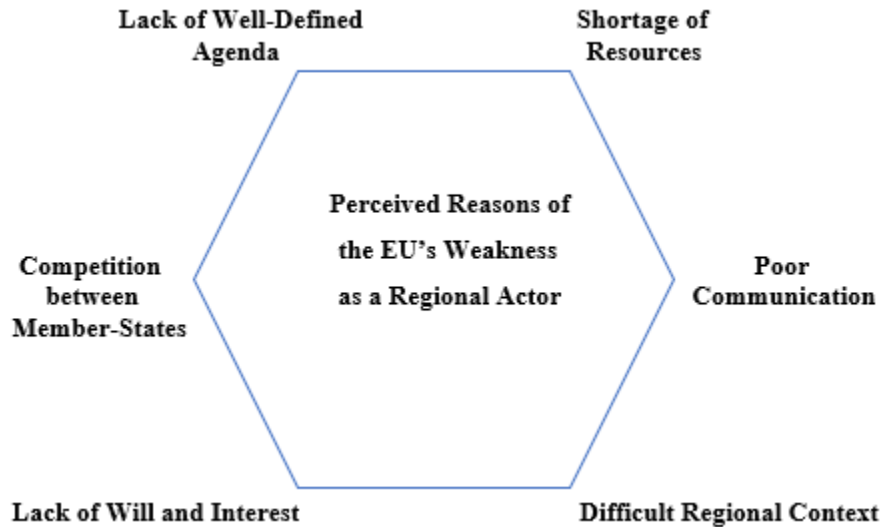 Lack of Well-Defined
Agenda
Shortage of
Resources
Perceived Reasons of
the EU's Weakness
as a Regional Actor
Competition
between
Member-States
Poor
Communication
Lack of Will and Interest
Difficult Regional Context